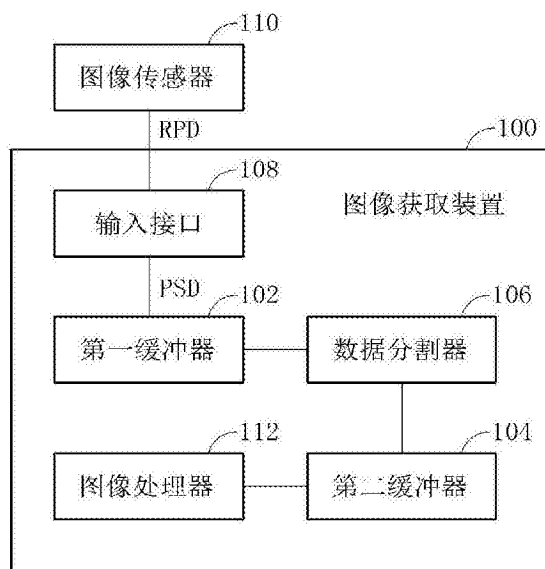 110
图像传感器
RPD
100
108
输入接口
图像获取装置
PSD
102
106
第一缓冲器
数据分割器
112
104
图像处理器
第二缓冲器